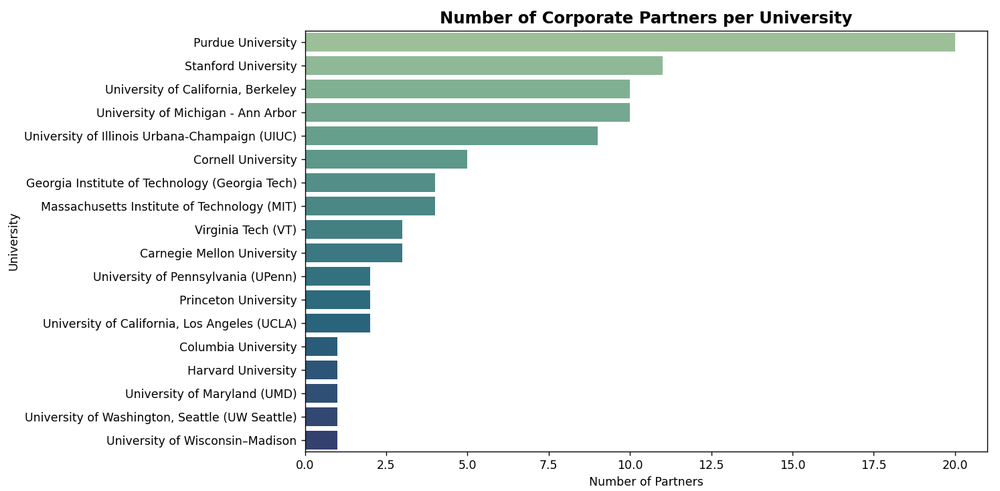 Number of Corporate Partners per University
Purdue University
Stanford University
University of California, Berkeley
University of Michigan - Ann Arbor
University of Illinois Urbana-Champaign (UIUC)
Cornell University
Georgia Institute of Technology (Georgia Tech)
Massachusetts Institute of Technology (MIT)
Virginia Tech (VT)
Carnegie Mellon University
University of Pennsylvania (UPenn)
Princeton University
University of California, Los Angeles (UCLA)
Columbia University
Harvard University
University of Maryland (UMD)
University of Washington, Seattle (UW Seattle)
University of Wisconsin–Madison
University
0.0 2.5 5.0 7.5 10.0 12.5 15.0 17.5 20.0
Number of Partners